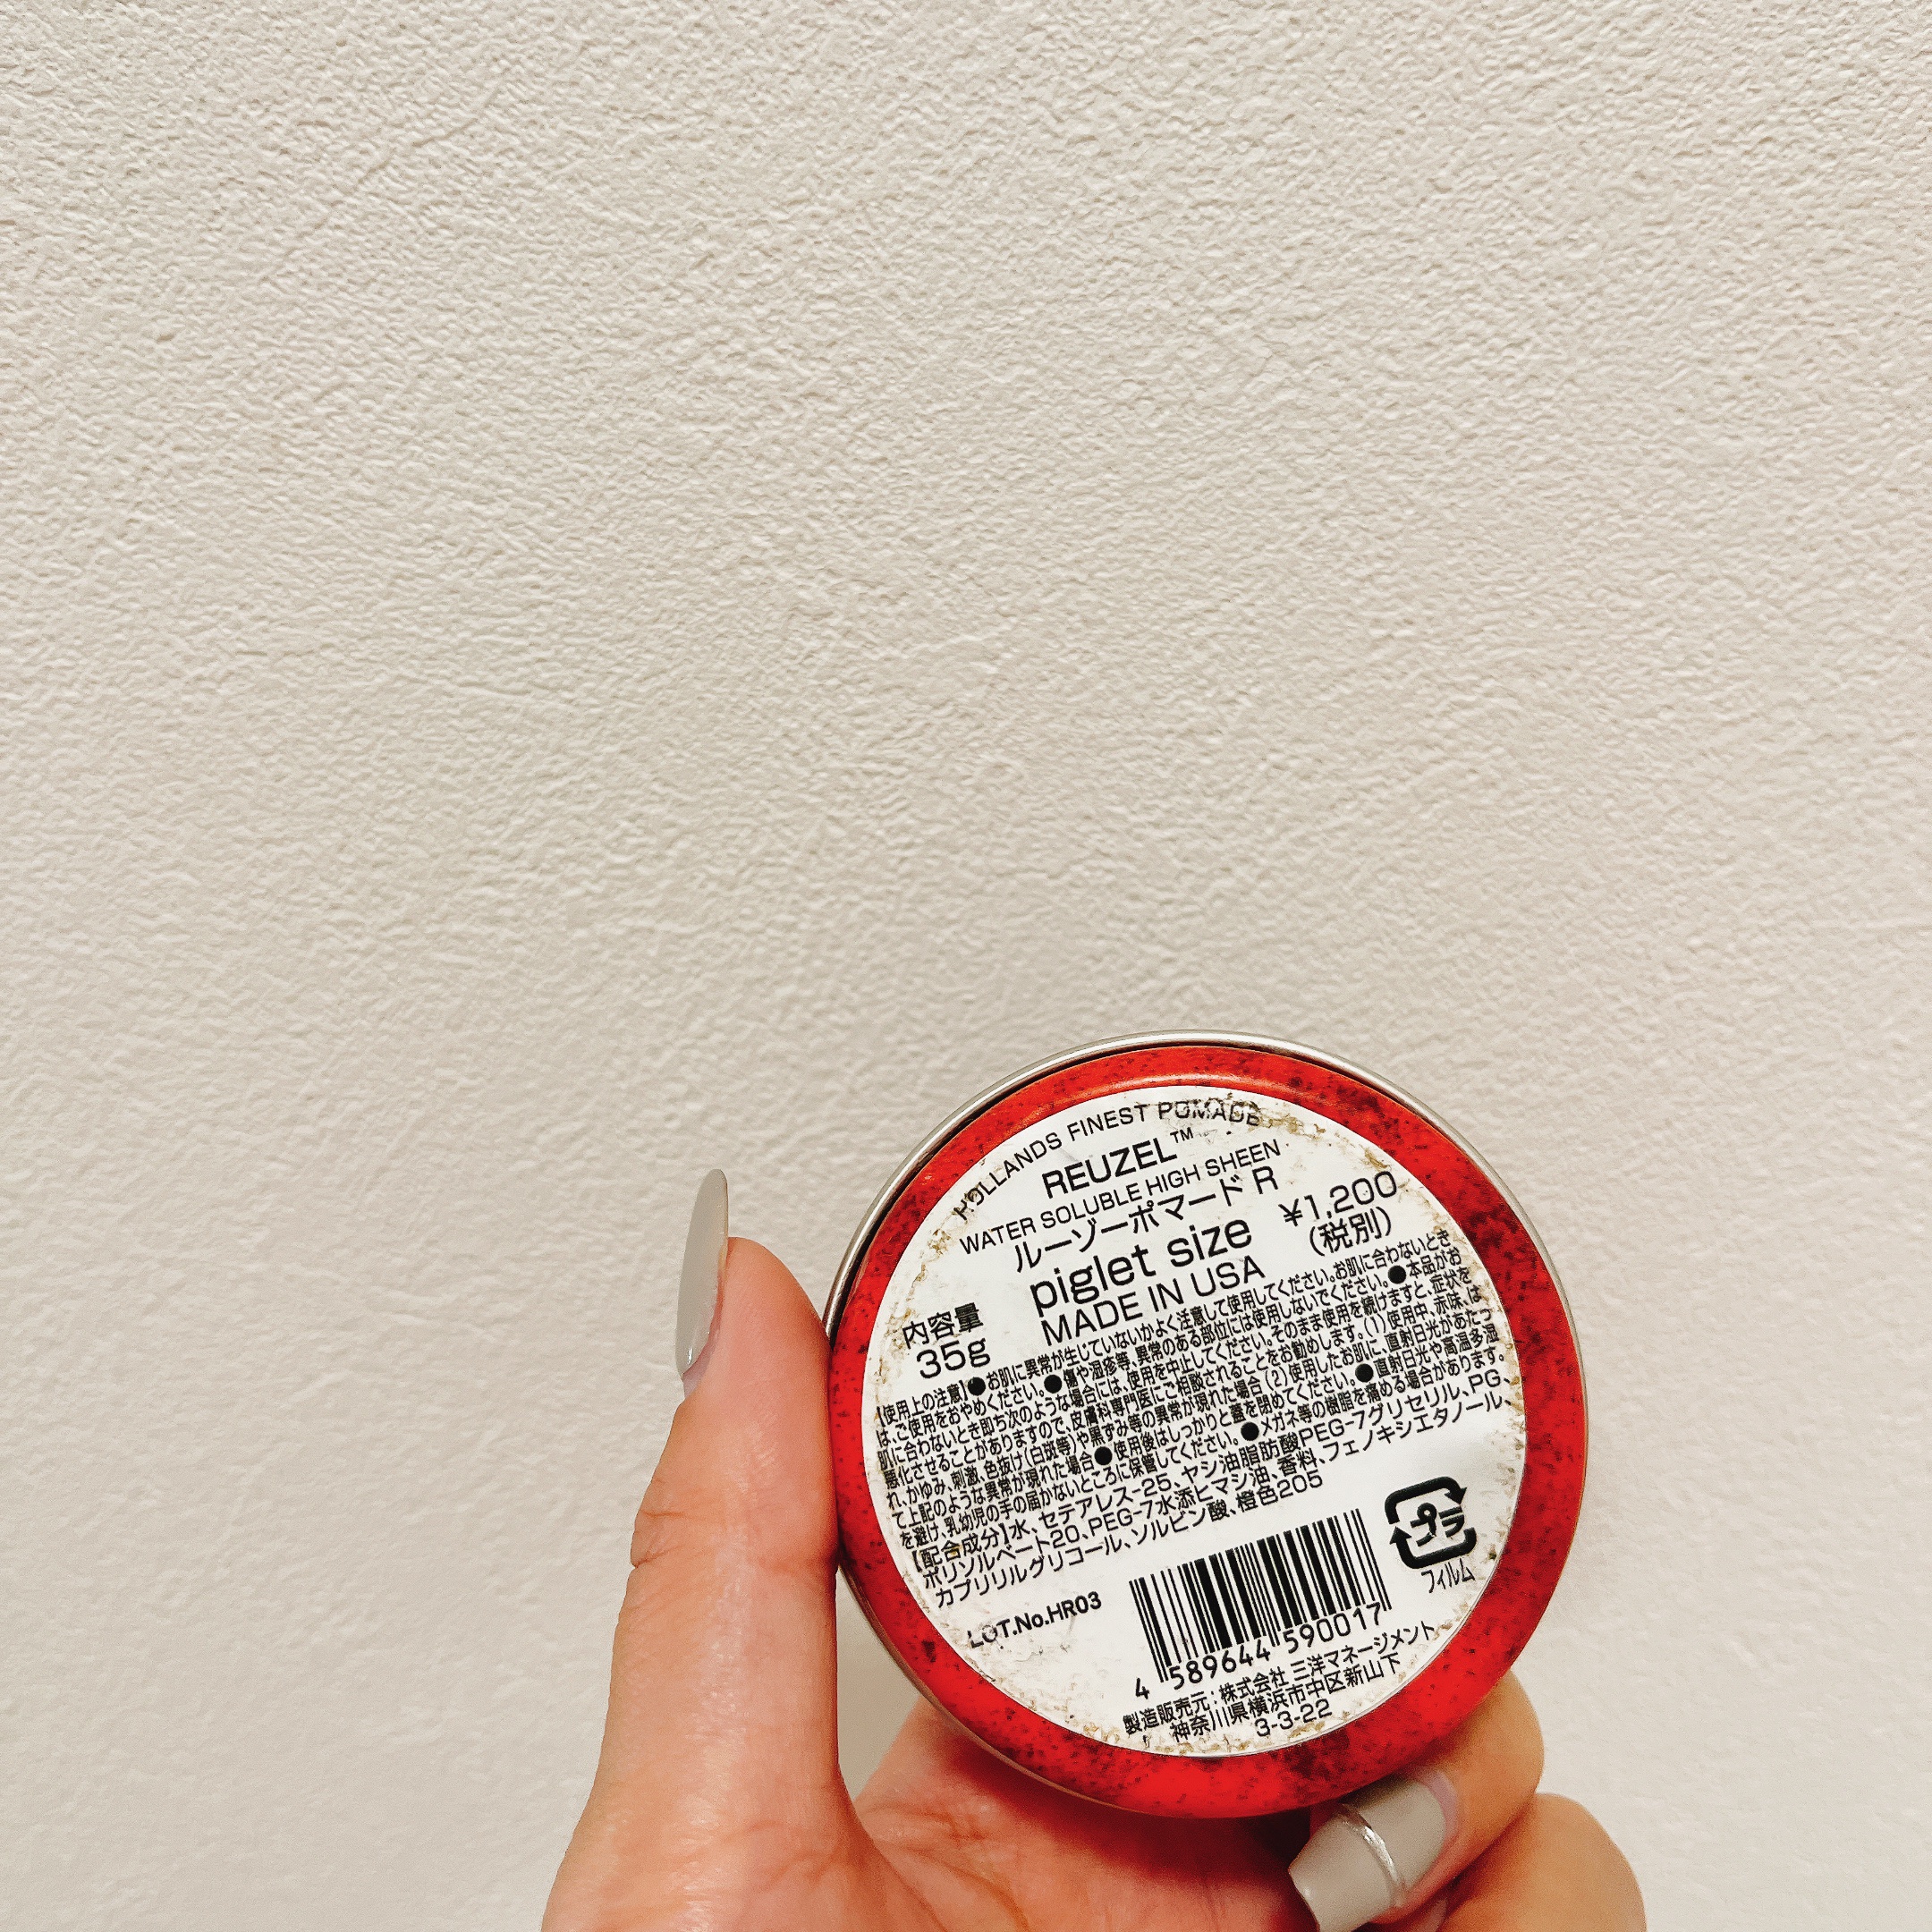 HOLLANDS FINEST POMADE
REUZEL™
WATER SOLUBLE HIGH SHEEN
ルーゾーポマード R
piglet size
MADE IN USA
¥1,200
(税別)
内容量
35g
【使用上の注意】●お肌に異常が生じていないかよく注意して使用してください。お肌に合わないとき
は、ご使用をおやめください。●傷や湿疹等、異常のある部位には使用しないでください。●本品がお
肌に合わないとき即ち次のような場合には、使用を中止してください。そのまま使用を続けますと、症状を
悪化させることがありますので、皮膚科専門医にご相談されることをお勧めします。(1)使用中、赤味、は
れ、かゆみ、刺激、色抜け(白斑等)や黒ずみ等の異常が現れた場合(2)使用したお肌に、直射日光があたっ
て上記のような異常が現れた場合●使用後はしっかりと蓋を閉めてください。●直射日光や高温多湿
を避け、乳幼児の手の届かないところに保管してください。●メガネ等の樹脂を痛める場合があります。
【配合成分】水、セテアレス-25、ヤシ油脂肪酸PEG-7グリセリル、PG、
ポリソルベート20、PEG-7水添ヒマシ油、香料、フェノキシエタノール、
カプリリルグリコール、ソルビン酸、橙色205
LOT.No.HR03
プラ
フィルム
4 589644 590017
製造販売元：株式会社 三洋マネージメント
神奈川県横浜市中区新山下
3-3-22